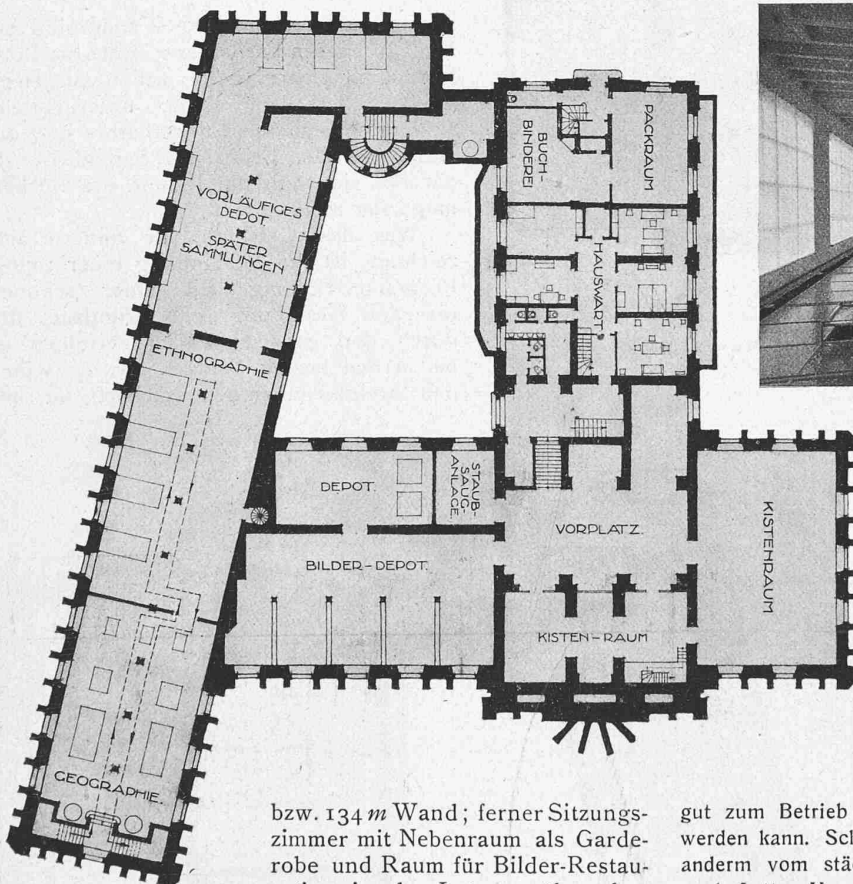 BUCH-
BINDEREI
PACKRAUM
VORLÄUFIGES
DEPOT.
SPÄTER
SAMMLUNGEN
HAUSWART
ETHNOGRAPHIE
DEPOT.
STAUB-
SAUG-
ANLAGE
VORPLATZ.
KISTENRAUM
BILDER-DEPOT.
KISTEN-RAUM
GEOGRAPHIE
bzw. 134 m Wand; ferner Sitzungs-
zimmer mit Nebenraum als Garde-
robe und Raum für Bilder-Restau-
gut zum Betrieb
werden kann. Sch
anderm vom stä